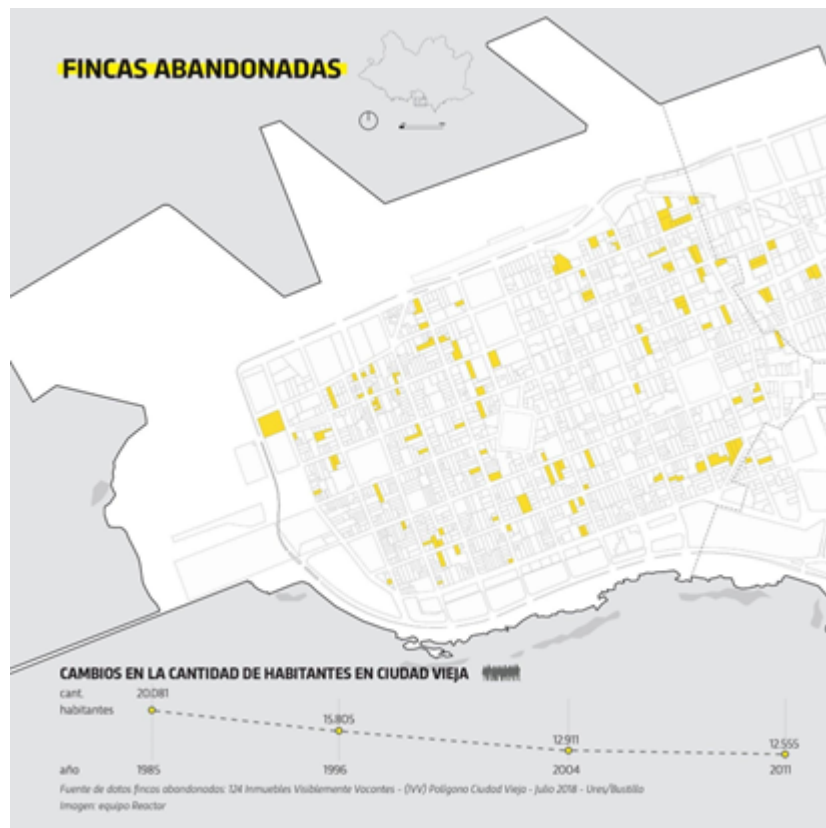 FINCAS ABANDONADAS
CAMBIOS EN LA CANTIDAD DE HABITANTES EN CIUDAD VIEJA
cant.
habitantes
20.081
15.805
12.911
12.555
año
1985
1996
2004
2011
Fuente de datos fincas abandonadas: 124 Inmuebles Visiblemente Vacantes - (IVV) Polígono Ciudad Vieja - Julio 2018 - Ures/Bustillo
Imagen: equipo Reactor